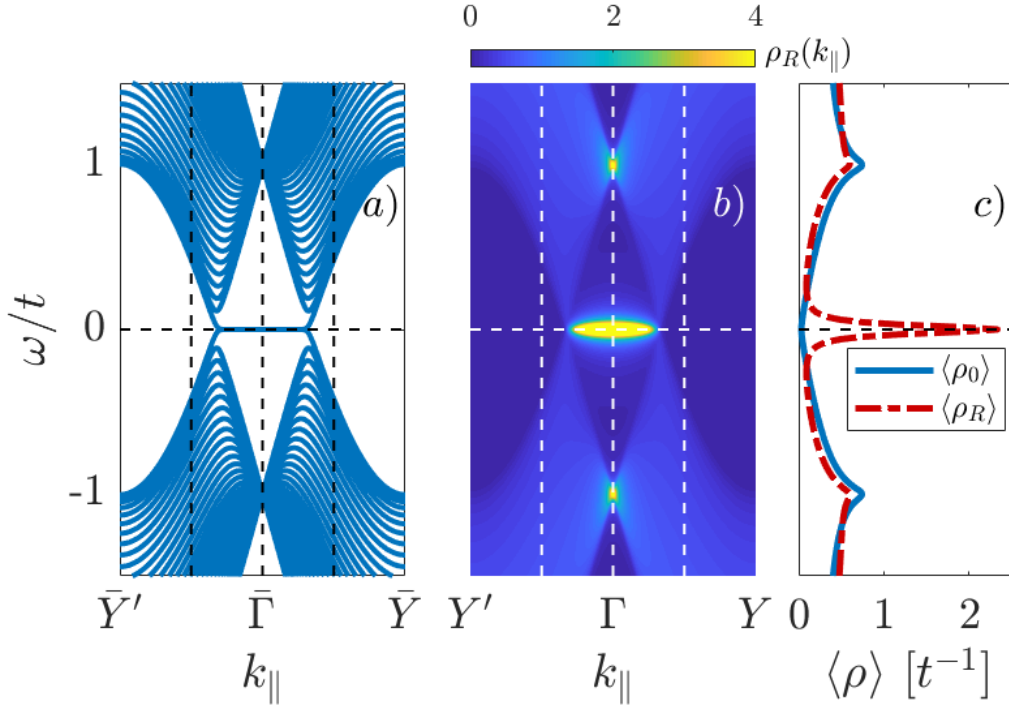 0 2 4
ρ_R(k_∥)
a)
b)
c)
ω/t
1
0
-1
⟨ρ_0⟩
⟨ρ_R⟩
Ȳ′ Γ̄ Ȳ
Y′ Γ Y
0 1 2
k_∥
k_∥
⟨ρ⟩ [t⁻¹]